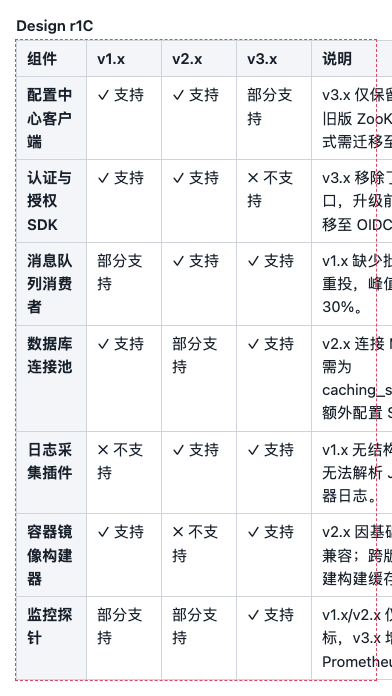 Design r1C
组件 v1.x v2.x v3.x 说明
配置中 ✓ 支持 ✓ 支持 部分支 v3.x 仅保留
心客户 持 旧版 ZooK
端 式需迁移至
认证与 ✓ 支持 ✓ 支持 ✕ 不支 v3.x 移除了
授权 持 口，升级前
SDK 移至 OIDC
消息队 部分支 ✓ 支持 ✓ 支持 v1.x 缺少批
列消费 持 重投，峰值
者 30%。
数据库 ✓ 支持 部分支 ✓ 支持 v2.x 连接
连接池 持 需为
caching_s
额外配置 S
日志采 ✕ 不支 ✓ 支持 ✓ 支持 v1.x 无结构
集插件 持 无法解析 J
器日志。
容器镜 ✓ 支持 ✕ 不支 ✓ 支持 v2.x 因基础
像构建 持 兼容；跨版
器 建构建缓存
监控探 部分支 部分支 ✓ 支持 v1.x/v2.x 仅
针 持 持 标，v3.x 增
Prometheu